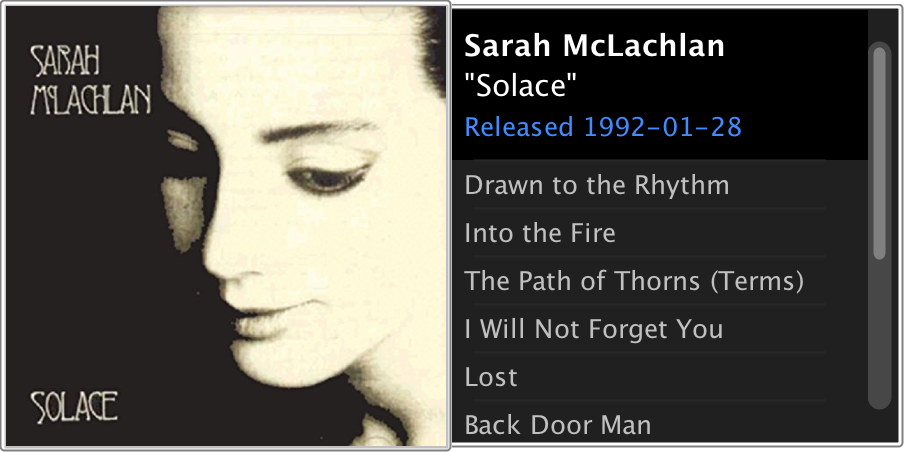 SARAH
McLACHLAN
SOLACE
Sarah McLachlan
"Solace"
Released 1992-01-28
Drawn to the Rhythm
Into the Fire
The Path of Thorns (Terms)
I Will Not Forget You
Lost
Back Door Man